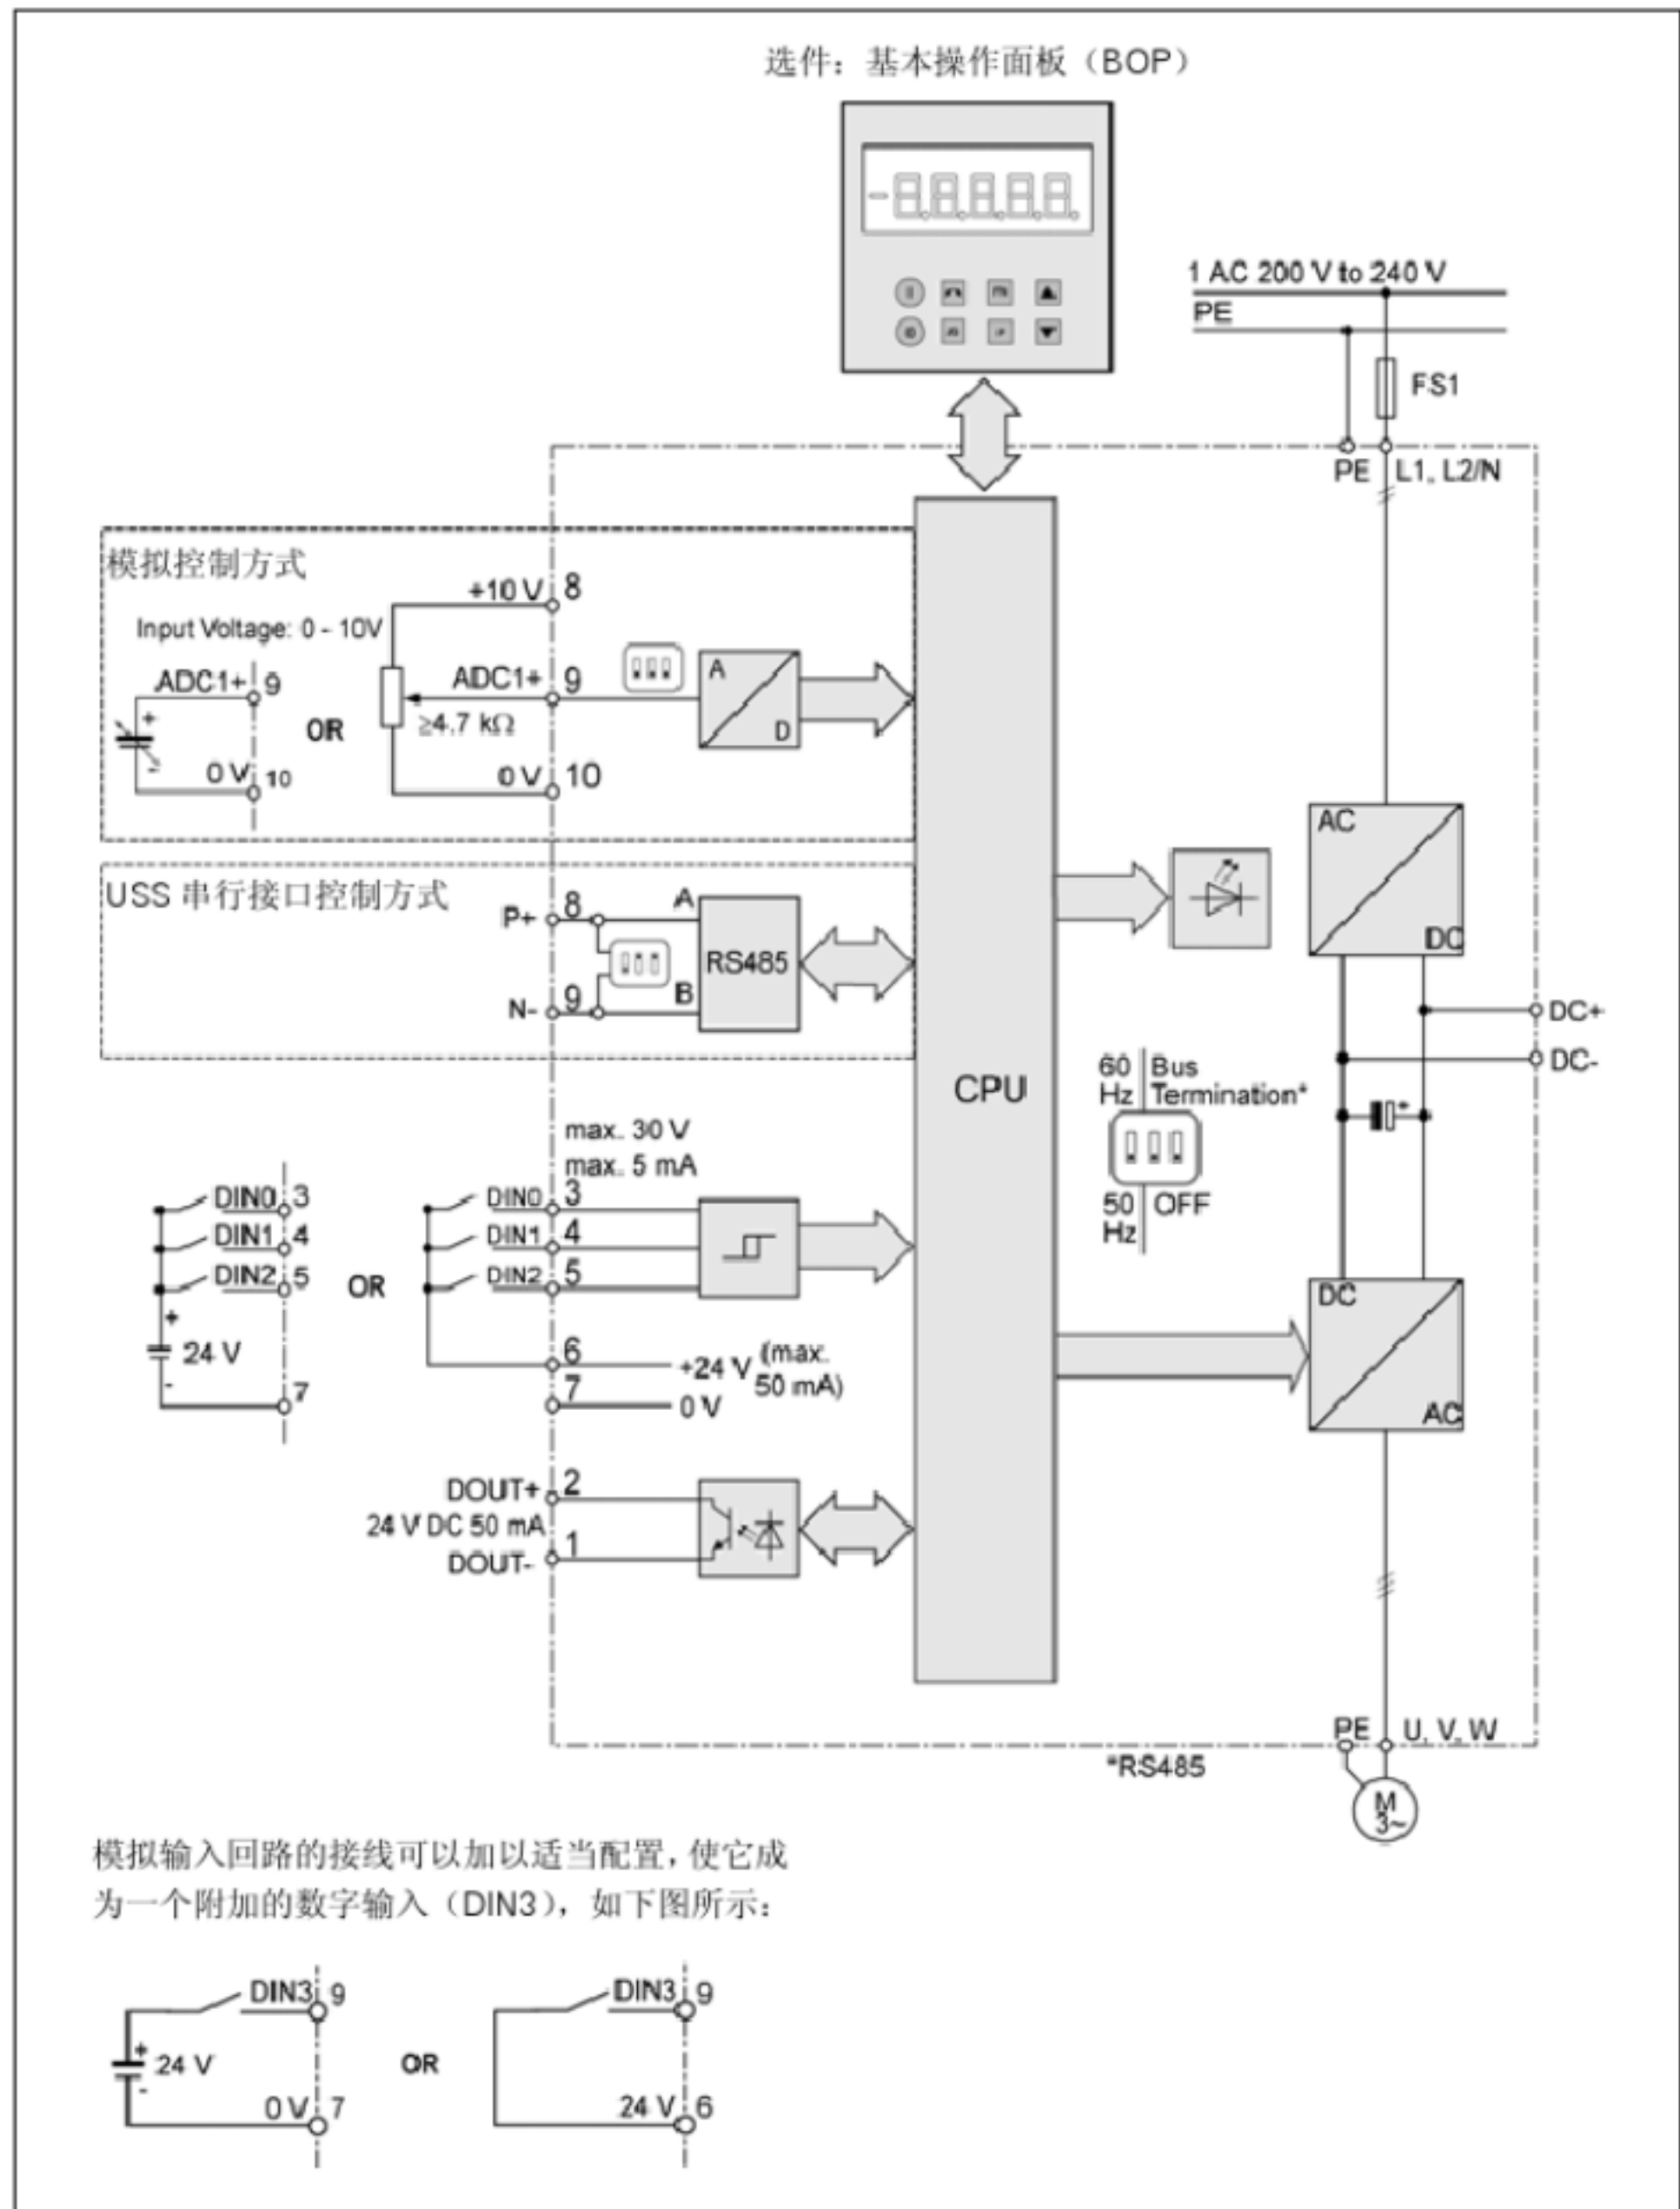 选件：基本操作面板（BOP）
1 AC 200 V to 240 V
PE
FS1
PE L1, L2/N
模拟控制方式
+10 V 8
Input Voltage: 0 - 10V
ADC1+ 9
OR
ADC1+ 9
≥4.7 kΩ
0 V 10
0 V 10
A
D
USS 串行接口控制方式
P+ 8 A
RS485
N- 9 B
CPU
AC
DC
DC+
DC-
60 Hz
Bus Termination*
50 Hz
OFF
max. 30 V
max. 5 mA
DIN0 3
DIN1 4
DIN2 5
+
24 V
-
7
OR
DIN0 3
DIN1 4
DIN2 5
6 +24 V (max. 50 mA)
7 0 V
DC
AC
DOUT+ 2
24 V DC 50 mA
DOUT- 1
PE U, V, W
*RS485
M
3~
模拟输入回路的接线可以加以适当配置，使它成
为一个附加的数字输入（DIN3），如下图所示：
DIN3 9
+
24 V
-
0 V 7
OR
DIN3 9
24 V 6